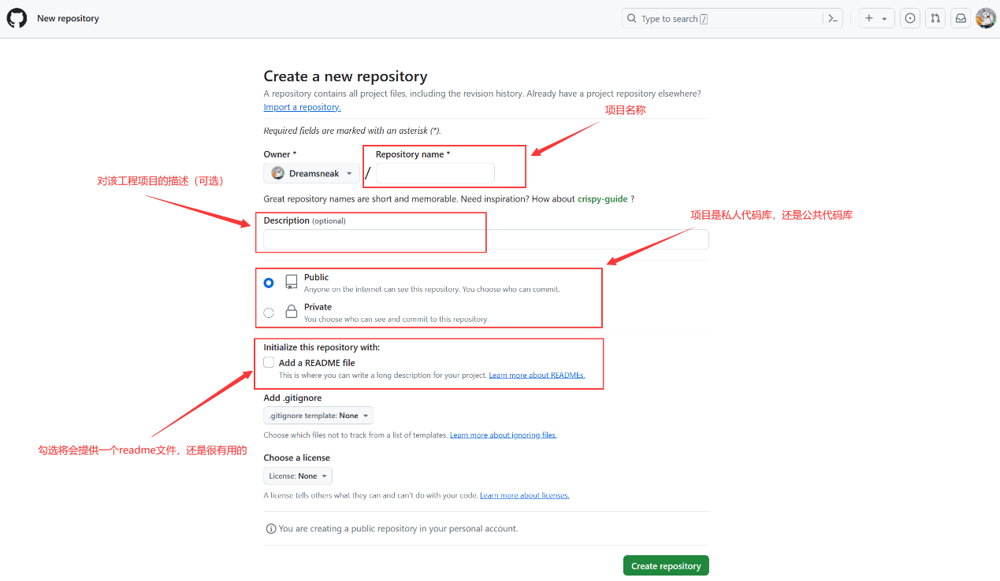 New repository
Type to search /
Create a new repository
A repository contains all project files, including the revision history. Already have a project repository elsewhere?
Import a repository.
项目名称
Required fields are marked with an asterisk (*).
Owner *
Repository name *
Dreamsneak
/
对该工程项目的描述（可选）
Great repository names are short and memorable. Need inspiration? How about crispy-guide ?
项目是私人代码库，还是公共代码库
Description (optional)
Public
Anyone on the internet can see this repository. You choose who can commit.
Private
You choose who can see and commit to this repository.
Initialize this repository with:
Add a README file
This is where you can write a long description for your project. Learn more about READMEs.
Add .gitignore
.gitignore template: None
Choose which files not to track from a list of templates. Learn more about ignoring files.
勾选将会提供一个readme文件，还是很有用的
Choose a license
License: None
A license tells others what they can and can't do with your code. Learn more about licenses.
You are creating a public repository in your personal account.
Create repository